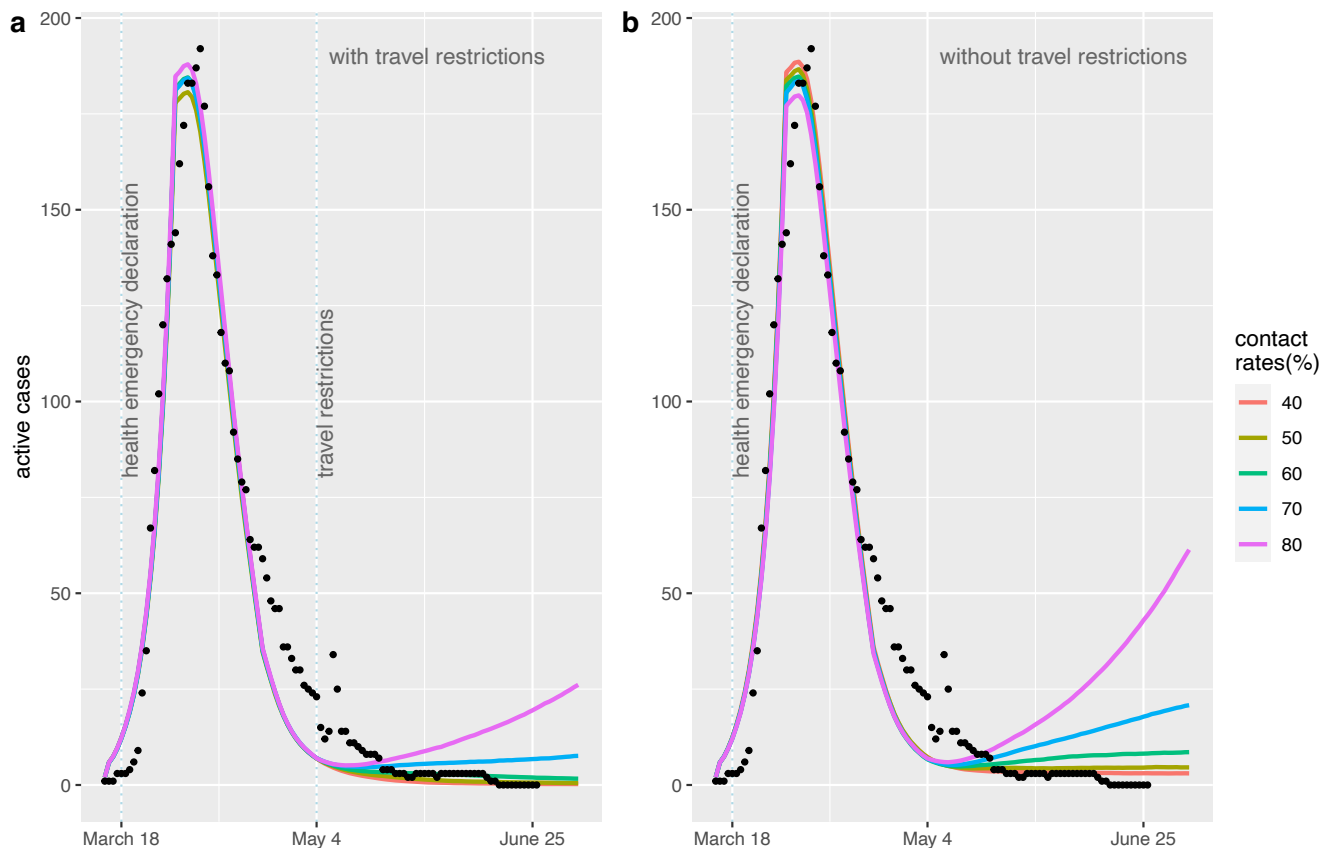 a
with travel restrictions
active cases
200
150
100
50
0
health emergency declaration
travel restrictions
March 18
May 4
June 25
b
without travel restrictions
200
150
100
50
0
health emergency declaration
March 18
May 4
June 25
contact
rates(%)
40
50
60
70
80